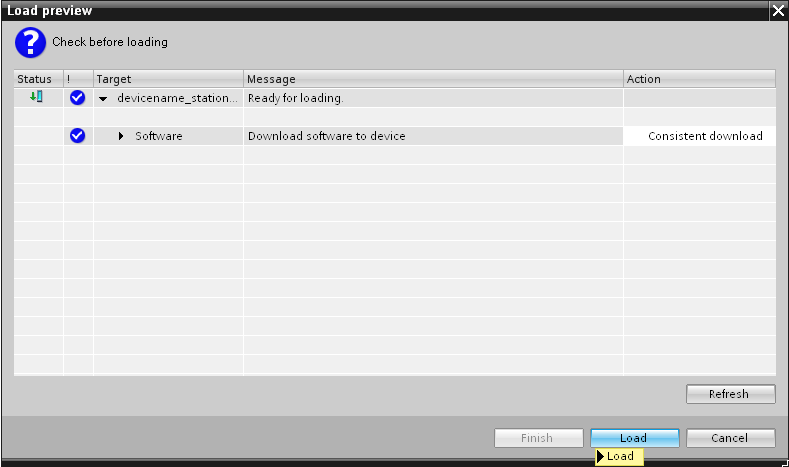 Load preview
?
Check before loading
Status ! Target Message Action
devicename_station... Ready for loading.
Software Download software to device Consistent download
Refresh
Finish Load Cancel
Load